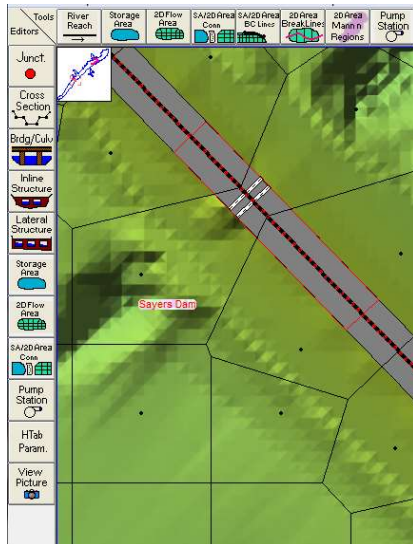 Tools
Editors
River
Reach
Storage
Area
2D Flow
Area
SA/2D Area
Conn
SA/2D Area
BC Lines
2D Area
BreakLines
2D Area
Mann n
Regions
Pump
Station
Junct.
Cross
Section
Brdg/Culv
Inline
Structure
Lateral
Structure
Storage
Area
2D Flow
Area
SA/2D Area
Conn
Pump
Station
HTab
Param.
View
Picture
Sayers Dam